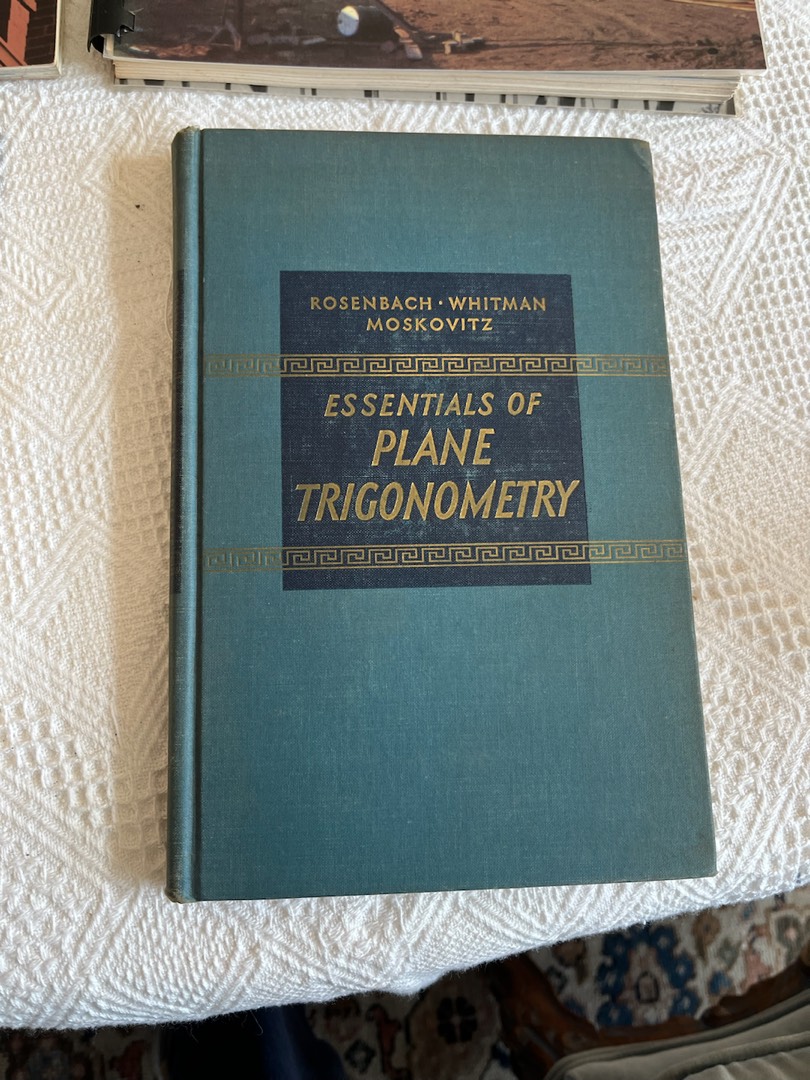 ROSENBACH · WHITMAN
MOSKOVITZ
ESSENTIALS OF
PLANE
TRIGONOMETRY